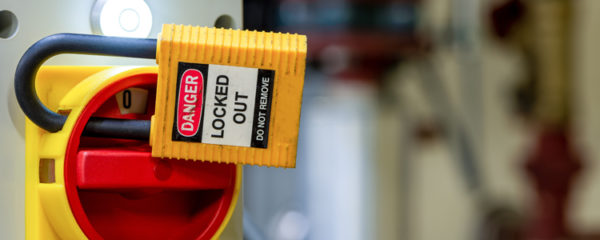 0
DANGER
LOCKED
OUT
DO NOT REMOVE